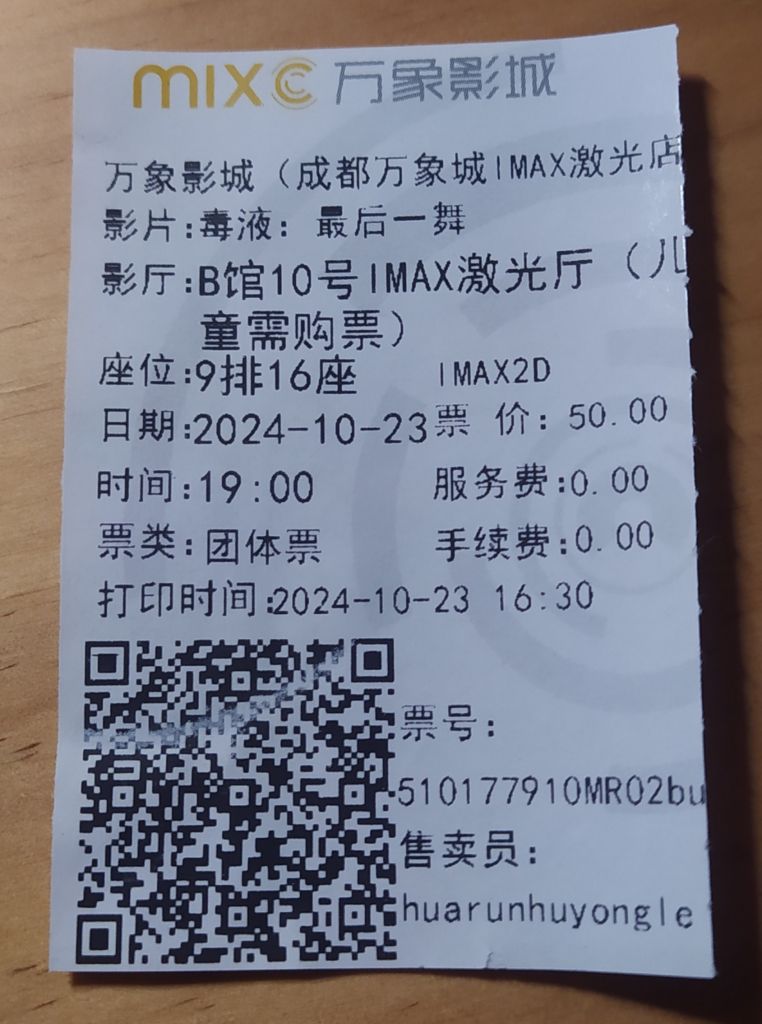 MIXC 万象影城
万象影城（成都万象城IMAX激光店
影片:毒液：最后一舞
影厅:B馆10号IMAX激光厅（儿
童需购票）
座位:9排16座 IMAX2D
日期:2024-10-23 票 价: 50.00
时间:19:00 服务费:0.00
票类:团体票 手续费:0.00
打印时间:2024-10-23 16:30
票号:
510177910MR02bu
售卖员:
huarunhuyongle